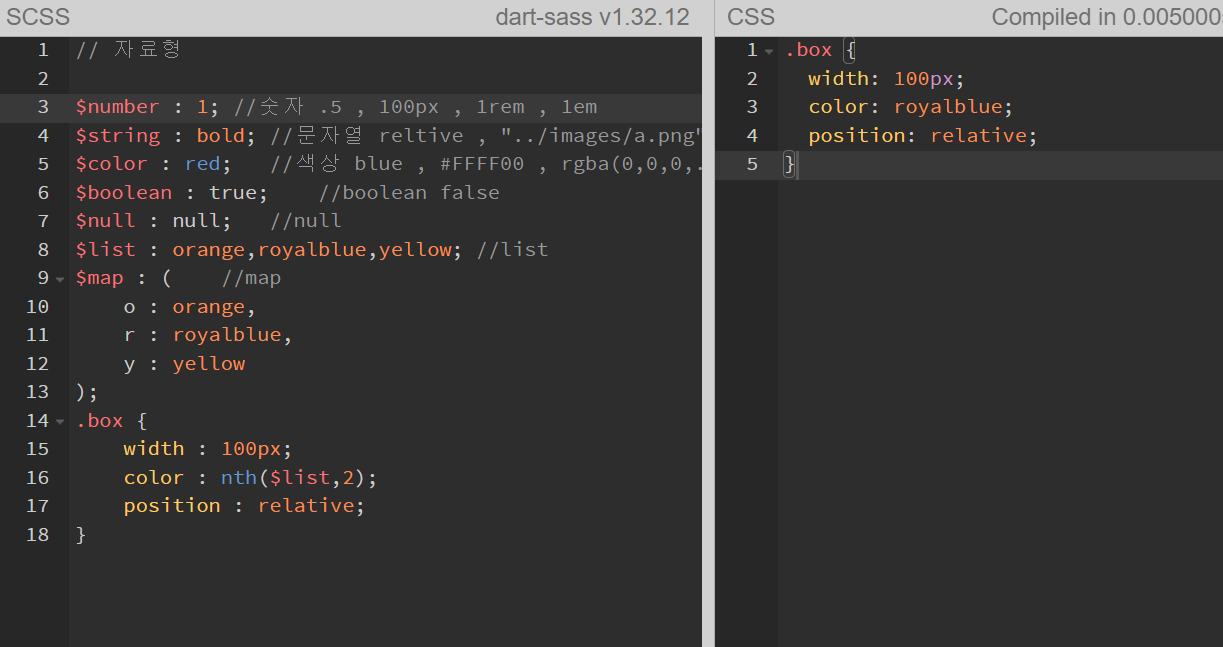 SCSS dart-sass v1.32.12
1 // 자료형
2
3 $number : 1; //숫자 .5 , 100px , 1rem , 1em
4 $string : bold; //문자열 reltive , "../images/a.png"
5 $color : red; //색상 blue , #FFFF00 , rgba(0,0,0,.
6 $boolean : true; //boolean false
7 $null : null; //null
8 $list : orange,royalblue,yellow; //list
9 $map : ( //map
10 o : orange,
11 r : royalblue,
12 y : yellow
13 );
14 .box {
15 width : 100px;
16 color : nth($list,2);
17 position : relative;
18 }
CSS Compiled in 0.005000
1 .box {
2 width: 100px;
3 color: royalblue;
4 position: relative;
5 }